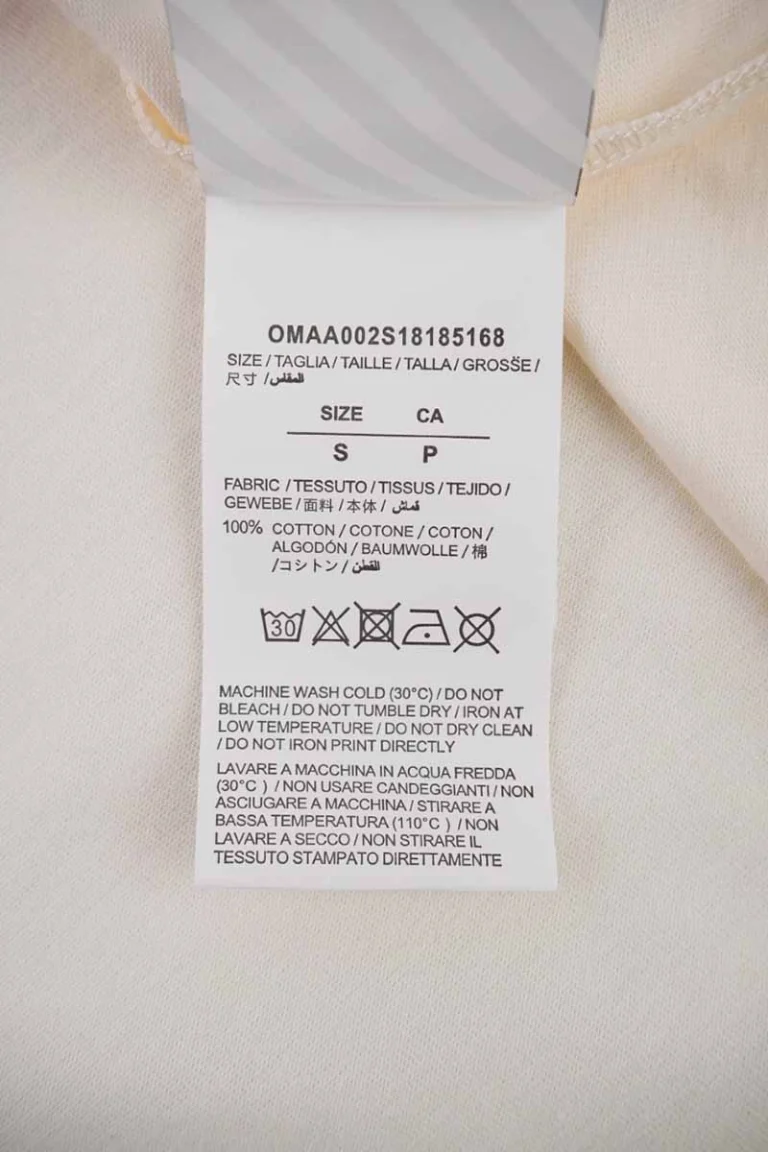 OMAA002S18185168
SIZE / TAGLIA / TAILLE / TALLA / GROSŠE /
尺寸 / المقاس
SIZE CA
S P
FABRIC / TESSUTO / TISSUS / TEJIDO /
GEWEBE / 面料 / 本体 / قماش
100% COTTON / COTONE / COTON /
ALGODÓN / BAUMWOLLE / 棉
/コシトン / القطن
30
MACHINE WASH COLD (30°C) / DO NOT
BLEACH / DO NOT TUMBLE DRY / IRON AT
LOW TEMPERATURE / DO NOT DRY CLEAN
/ DO NOT IRON PRINT DIRECTLY
LAVARE A MACCHINA IN ACQUA FREDDA
(30°C ) / NON USARE CANDEGGIANTI / NON
ASCIUGARE A MACCHINA / STIRARE A
BASSA TEMPERATURA (110°C ) / NON
LAVARE A SECCO / NON STIRARE IL
TESSUTO STAMPATO DIRETTAMENTE